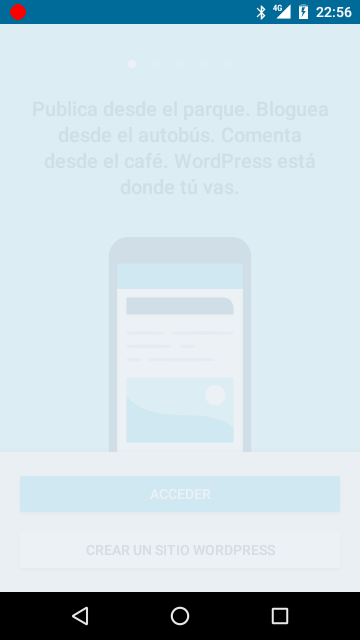 4G 22:56
Publica desde el parque. Bloguea
desde el autobús. Comenta
desde el café. WordPress está
donde tú vas.
ACCEDER
CREAR UN SITIO WORDPRESS